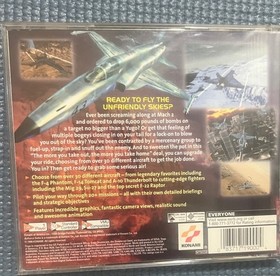 READY TO FLY THE
UNFRIENDLY SKIES?
Ever been screaming along at Mach 2
and ordered to drop 6,000 pounds of bombs on
a target no bigger than a Yugo? Or get that feeling of
multiple bogeys closing in on your tail for a lock-on to blow
you out of the sky? You're contracted by a mercenary group to
fuel-up, strap-in and snuff out the enemy. And to sweeten the pot in this
"The more you take out, the more you take home" deal, you can upgrade
your ride, choosing from over 30 different aircraft to get the job done.
You in? Then get ready to grab some serious air!
Choose from over 30 different aircraft - from legendary favorites including
the F-4 Phantom, F-14 Tomcat and A-10 Thunderbolt to cutting-edge fighters
including the Mig 29, Su-27 and the top secret F-22 Raptor
Pilot your way through missions - all with their own detailed briefings
and strategic objectives
Features incredible graphics, fantastic camera views, realistic sound
and awesome animation
KONAMI
EVERYONE